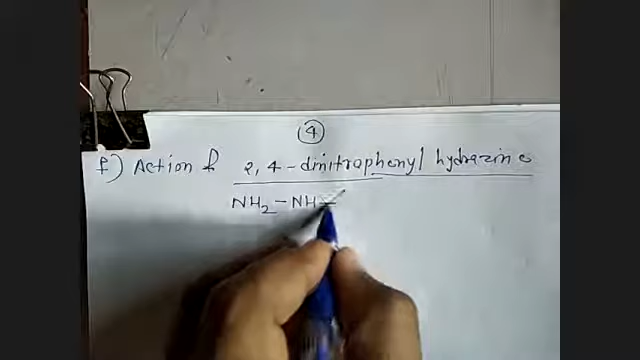 4
f) Action of 2,4-dinitrophenyl hydrazine
NH2-NH-